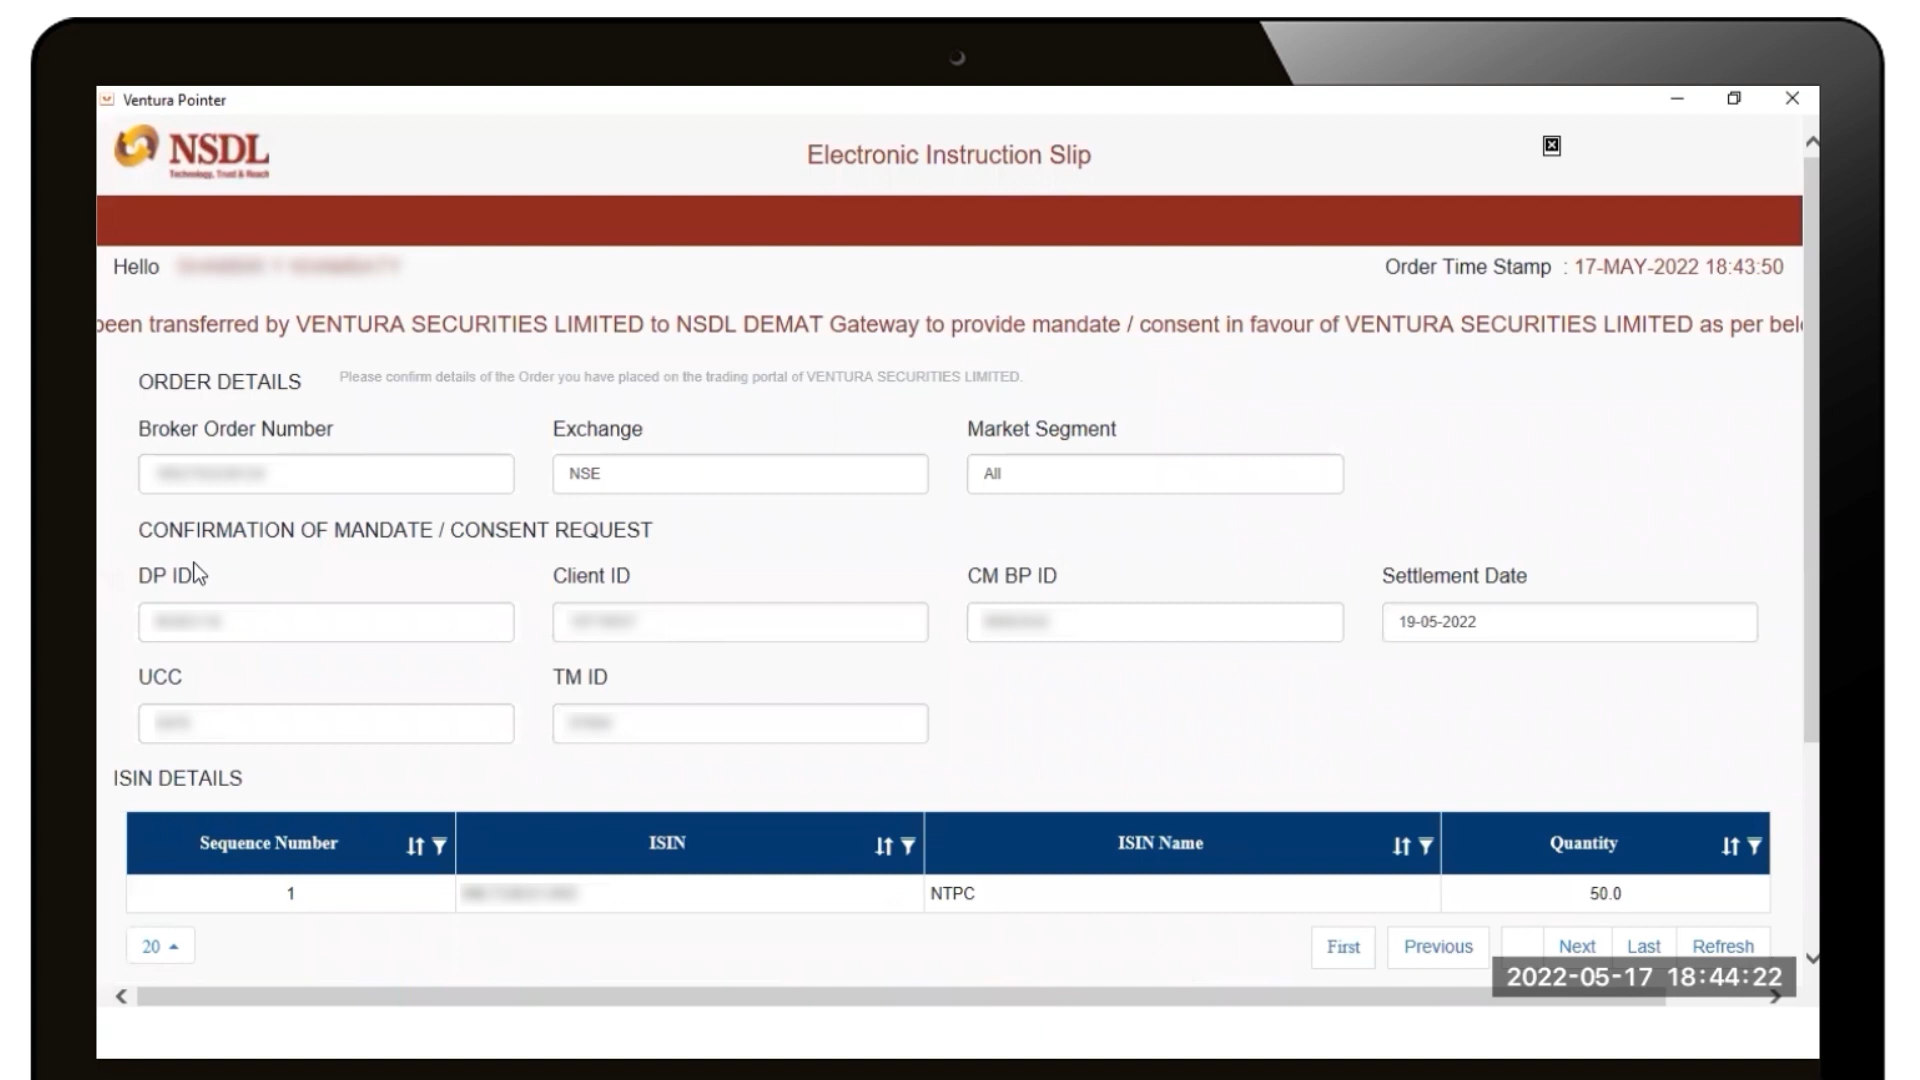 Ventura Pointer
NSDL
Technology, Trust & Reach
Electronic Instruction Slip
Hello
Order Time Stamp : 17-MAY-2022 18:43:50
been transferred by VENTURA SECURITIES LIMITED to NSDL DEMAT Gateway to provide mandate / consent in favour of VENTURA SECURITIES LIMITED as per bel
ORDER DETAILS Please confirm details of the Order you have placed on the trading portal of VENTURA SECURITIES LIMITED.
Broker Order Number Exchange Market Segment
NSE All
CONFIRMATION OF MANDATE / CONSENT REQUEST
DP ID Client ID CM BP ID Settlement Date
19-05-2022
UCC TM ID
ISIN DETAILS
Sequence Number ISIN ISIN Name Quantity
1 NTPC 50.0
20 First Previous Next Last Refresh
2022-05-17 18:44:22